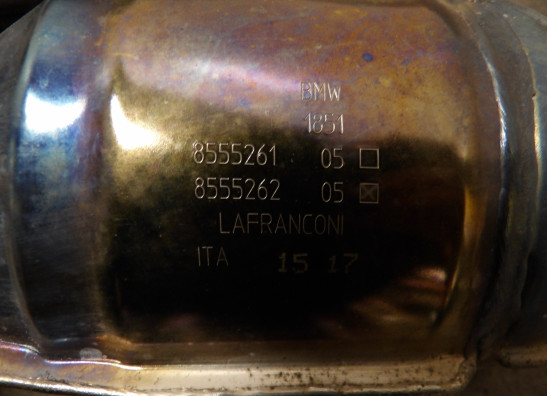 BMW
1851
8555261 05 ☐
8555262 05 ☒
LAFRANCONI
ITA 15 17